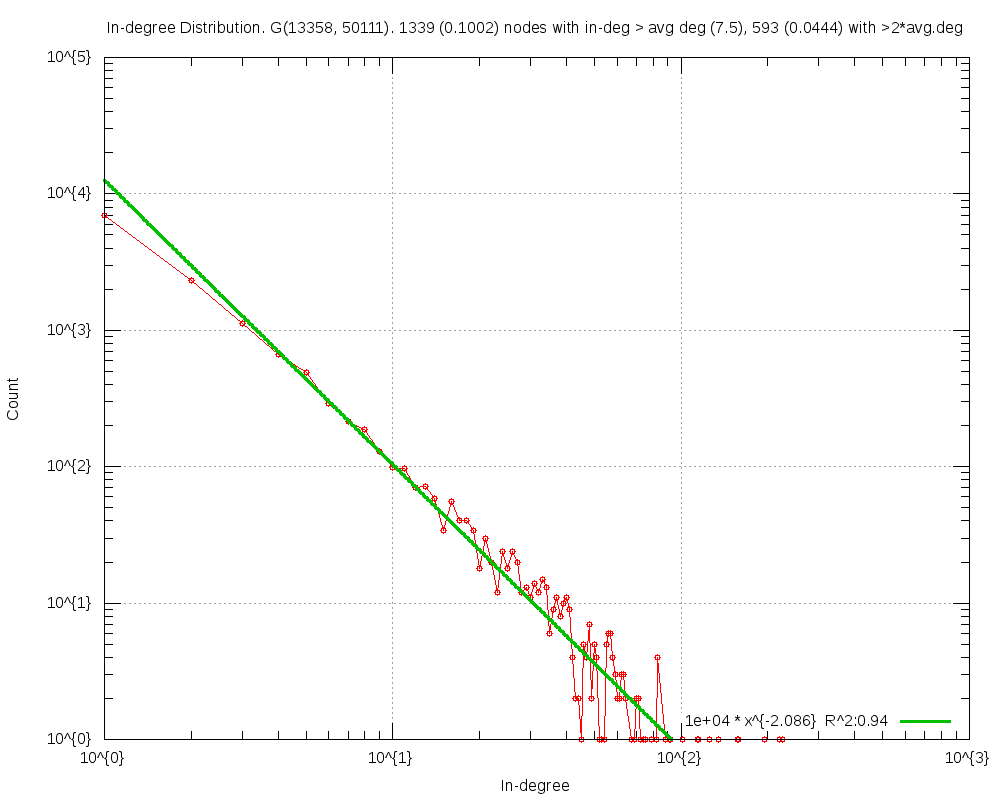 In-degree Distribution. G(13358, 50111). 1339 (0.1002) nodes with in-deg > avg deg (7.5), 593 (0.0444) with >2*avg.deg
10^{5}
10^{4}
10^{3}
10^{2}
10^{1}
10^{0}
Count
1e+04 * x^{-2.086} R^2:0.94
10^{0} 10^{1} 10^{2} 10^{3}
In-degree